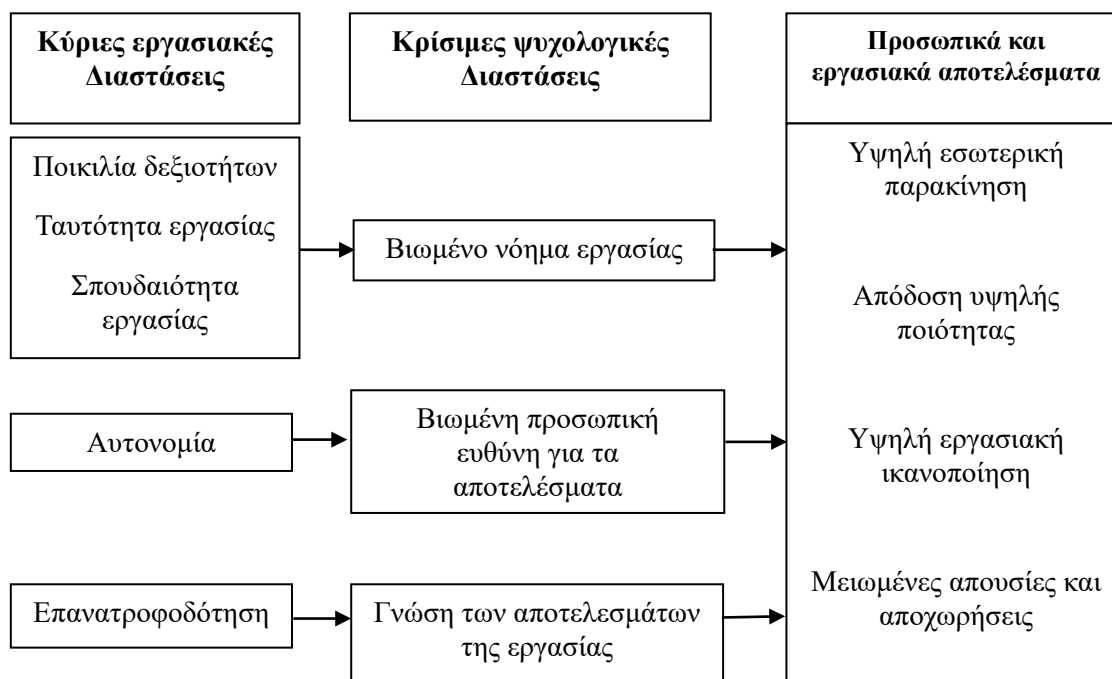 Κύριες εργασιακές
Διαστάσεις
Κρίσιμες ψυχολογικές
Διαστάσεις
Προσωπικά και
εργασιακά αποτελέσματα
Ποικιλία δεξιοτήτων
Ταυτότητα εργασίας
Σπουδαιότητα
εργασίας
Βιωμένο νόημα εργασίας
Υψηλή εσωτερική
παρακίνηση
Απόδοση υψηλής
ποιότητας
Αυτονομία
Βιωμένη προσωπική
ευθύνη για τα
αποτελέσματα
Υψηλή εργασιακή
ικανοποίηση
Επανατροφοδότηση
Γνώση των αποτελεσμάτων
της εργασίας
Μειωμένες απουσίες και
αποχωρήσεις